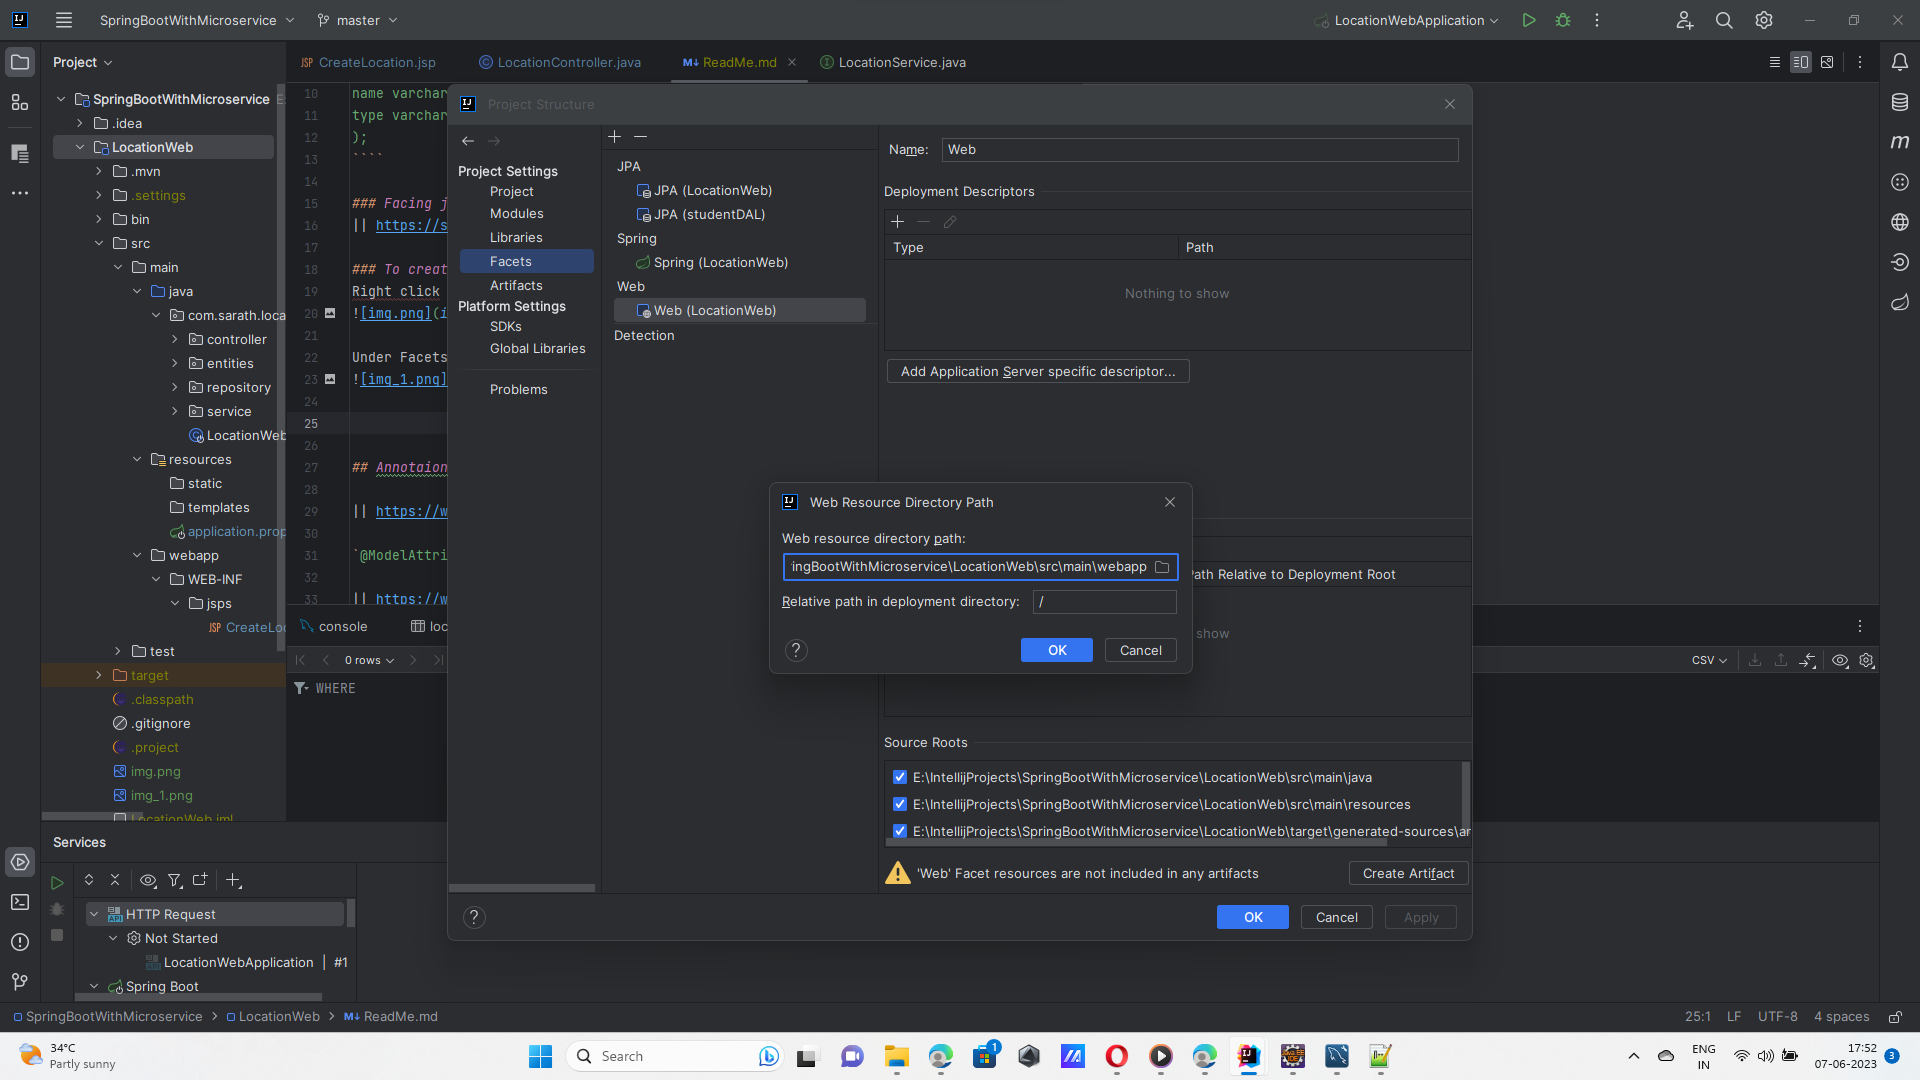 SpringBootWithMicroservice
master
LocationWebApplication
Project
JSP CreateLocation.jsp
LocationController.java
M↓ ReadMe.md
LocationService.java
SpringBootWithMicroservice
.idea
LocationWeb
.mvn
.settings
bin
src
main
java
com.sarath.loca
controller
entities
repository
service
LocationWeb
resources
static
templates
application.prop
webapp
WEB-INF
jsps
JSP CreateLo
test
target
.classpath
.gitignore
.project
img.png
img_1.png
LocationWeb.iml
10 name varchar
11 type varchar
12 );
13 ````
14
15 ### Facing j
16 || https://s
17
18 ### To creat
19 Right click
20 ![img.png](i
21
22 Under Facets
23 ![img_1.png]
24
25
26
27 ## Annotaion
28
29 || https://w
30
31 `@ModelAttri
32
33 || https://w
console
loc
0 rows
CSV
WHERE
Project Structure
Project Settings
Project
Modules
Libraries
Facets
Artifacts
Platform Settings
SDKs
Global Libraries
Problems
JPA
JPA (LocationWeb)
JPA (studentDAL)
Spring
Spring (LocationWeb)
Web
Web (LocationWeb)
Detection
Name: Web
Deployment Descriptors
Type Path
Nothing to show
Add Application Server specific descriptor...
Path Relative to Deployment Root
show
Web Resource Directory Path
Web resource directory path:
ingBootWithMicroservice\LocationWeb\src\main\webapp
Relative path in deployment directory: /
? OK Cancel
Source Roots
E:\IntellijProjects\SpringBootWithMicroservice\LocationWeb\src\main\java
E:\IntellijProjects\SpringBootWithMicroservice\LocationWeb\src\main\resources
E:\IntellijProjects\SpringBootWithMicroservice\LocationWeb\target\generated-sources\ar
'Web' Facet resources are not included in any artifacts
Create Artifact
? OK Cancel Apply
Services
HTTP Request
Not Started
LocationWebApplication | #1
Spring Boot
SpringBootWithMicroservice > LocationWeb > M↓ ReadMe.md
25:1 LF UTF-8 4 spaces
34°C
Partly sunny
Search
1
ENG
IN
17:52
07-06-2023
3